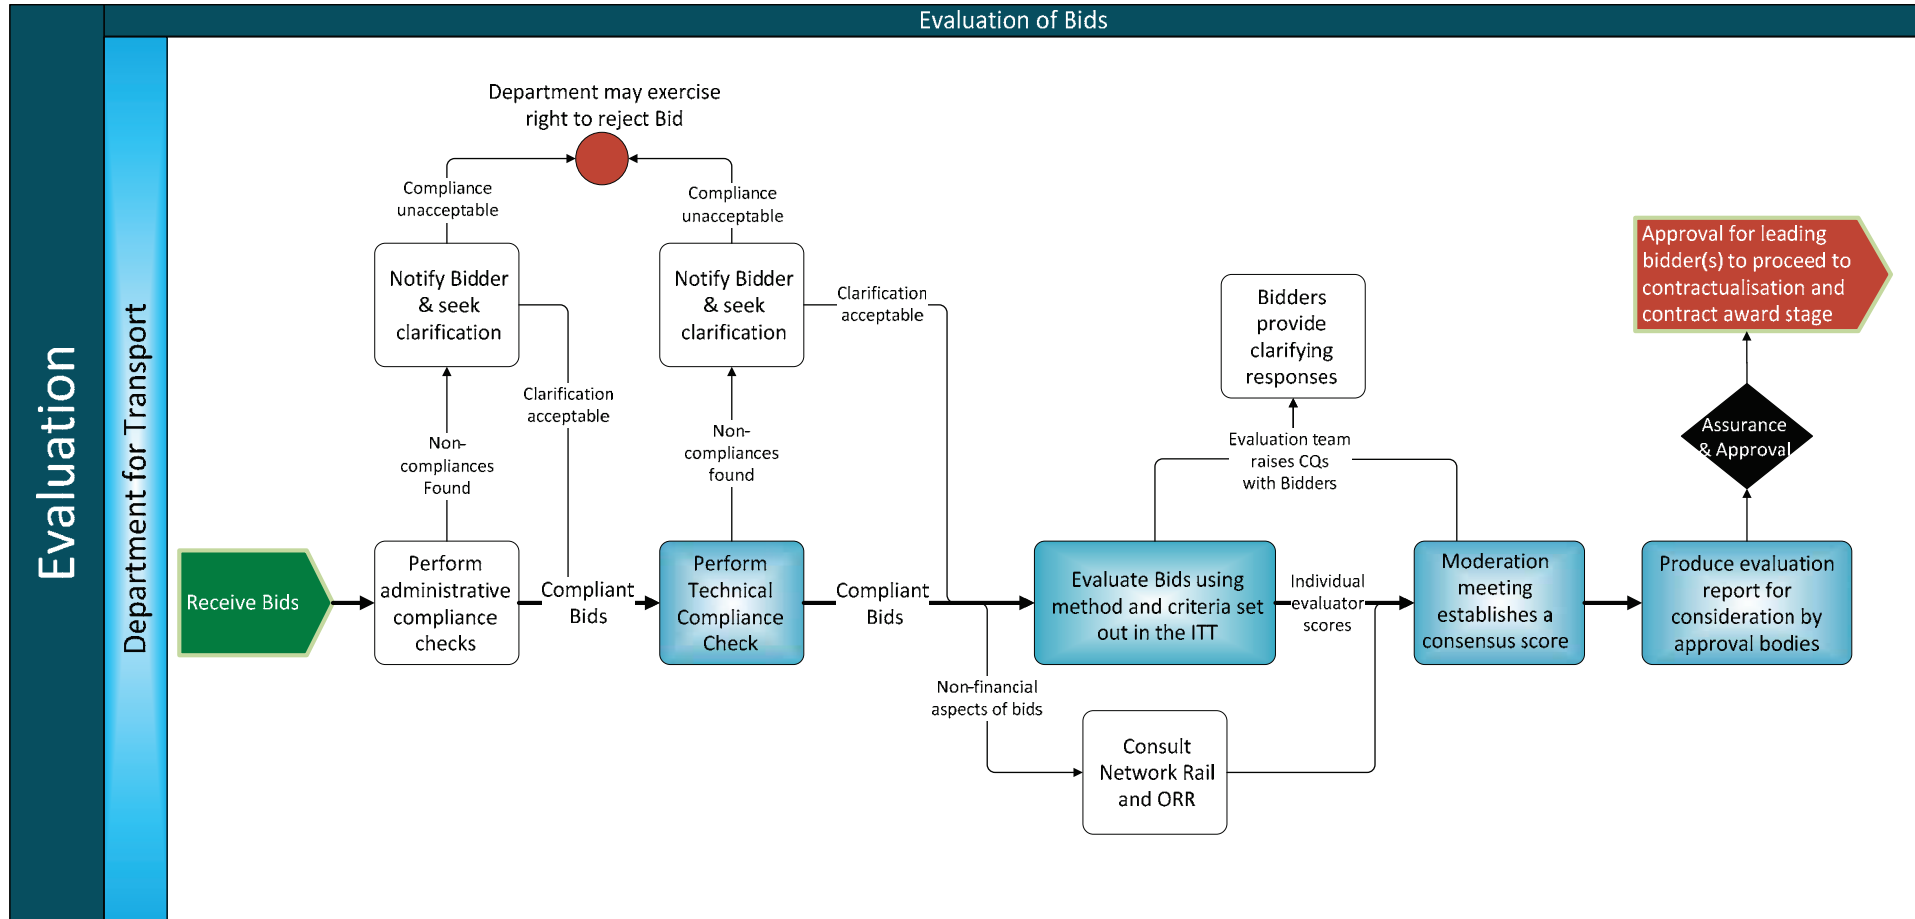 Evaluation of Bids
Evaluation
Department for Transport
Department may exercise
right to reject Bid
Compliance
unacceptable
Compliance
unacceptable
Notify Bidder
& seek
clarification
Notify Bidder
& seek
clarification
Clarification
acceptable
Clarification
acceptable
Non-
compliances
Found
Non-
compliances
found
Bidders
provide
clarifying
responses
Evaluation team
raises CQs
with Bidders
Approval for leading
bidder(s) to proceed to
contractualisation and
contract award stage
Assurance
& Approval
Receive Bids
Perform
administrative
compliance
checks
Compliant
Bids
Perform
Technical
Compliance
Check
Compliant
Bids
Evaluate Bids using
method and criteria set
out in the ITT
Individual
evaluator
scores
Moderation
meeting
establishes a
consensus score
Produce evaluation
report for
consideration by
approval bodies
Non-financial
aspects of bids
Consult
Network Rail
and ORR